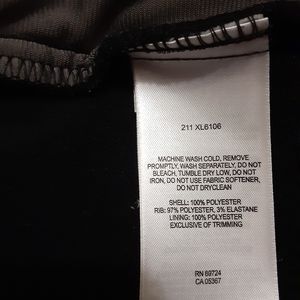 211 XL6106
MACHINE WASH COLD, REMOVE
PROMPTLY, WASH SEPARATELY, DO NOT
BLEACH, TUMBLE DRY LOW, DO NOT
IRON, DO NOT USE FABRIC SOFTENER,
DO NOT DRYCLEAN
SHELL: 100% POLYESTER
RIB: 97% POLYESTER, 3% ELASTANE
LINING: 100% POLYESTER
EXCLUSIVE OF TRIMMING
RN 89724
CA 05367